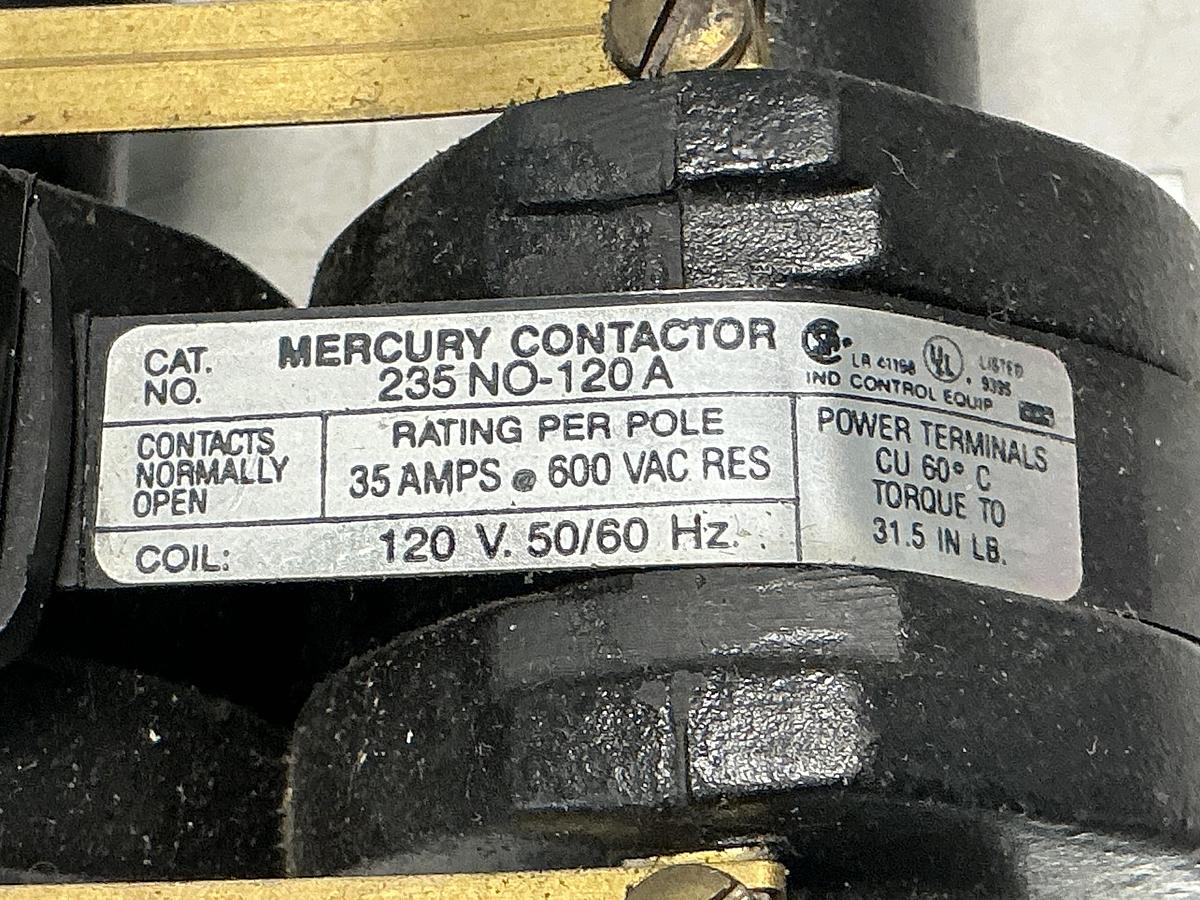 MERCURY CONTACTOR
CAT. NO. 235 NO-120 A
LR 41198
UL LISTED
9395
IND CONTROL EQUIP
CONTACTS
NORMALLY
OPEN
RATING PER POLE
35 AMPS @ 600 VAC RES
COIL: 120 V. 50/60 Hz.
POWER TERMINALS
CU 60° C
TORQUE TO
31.5 IN LB.